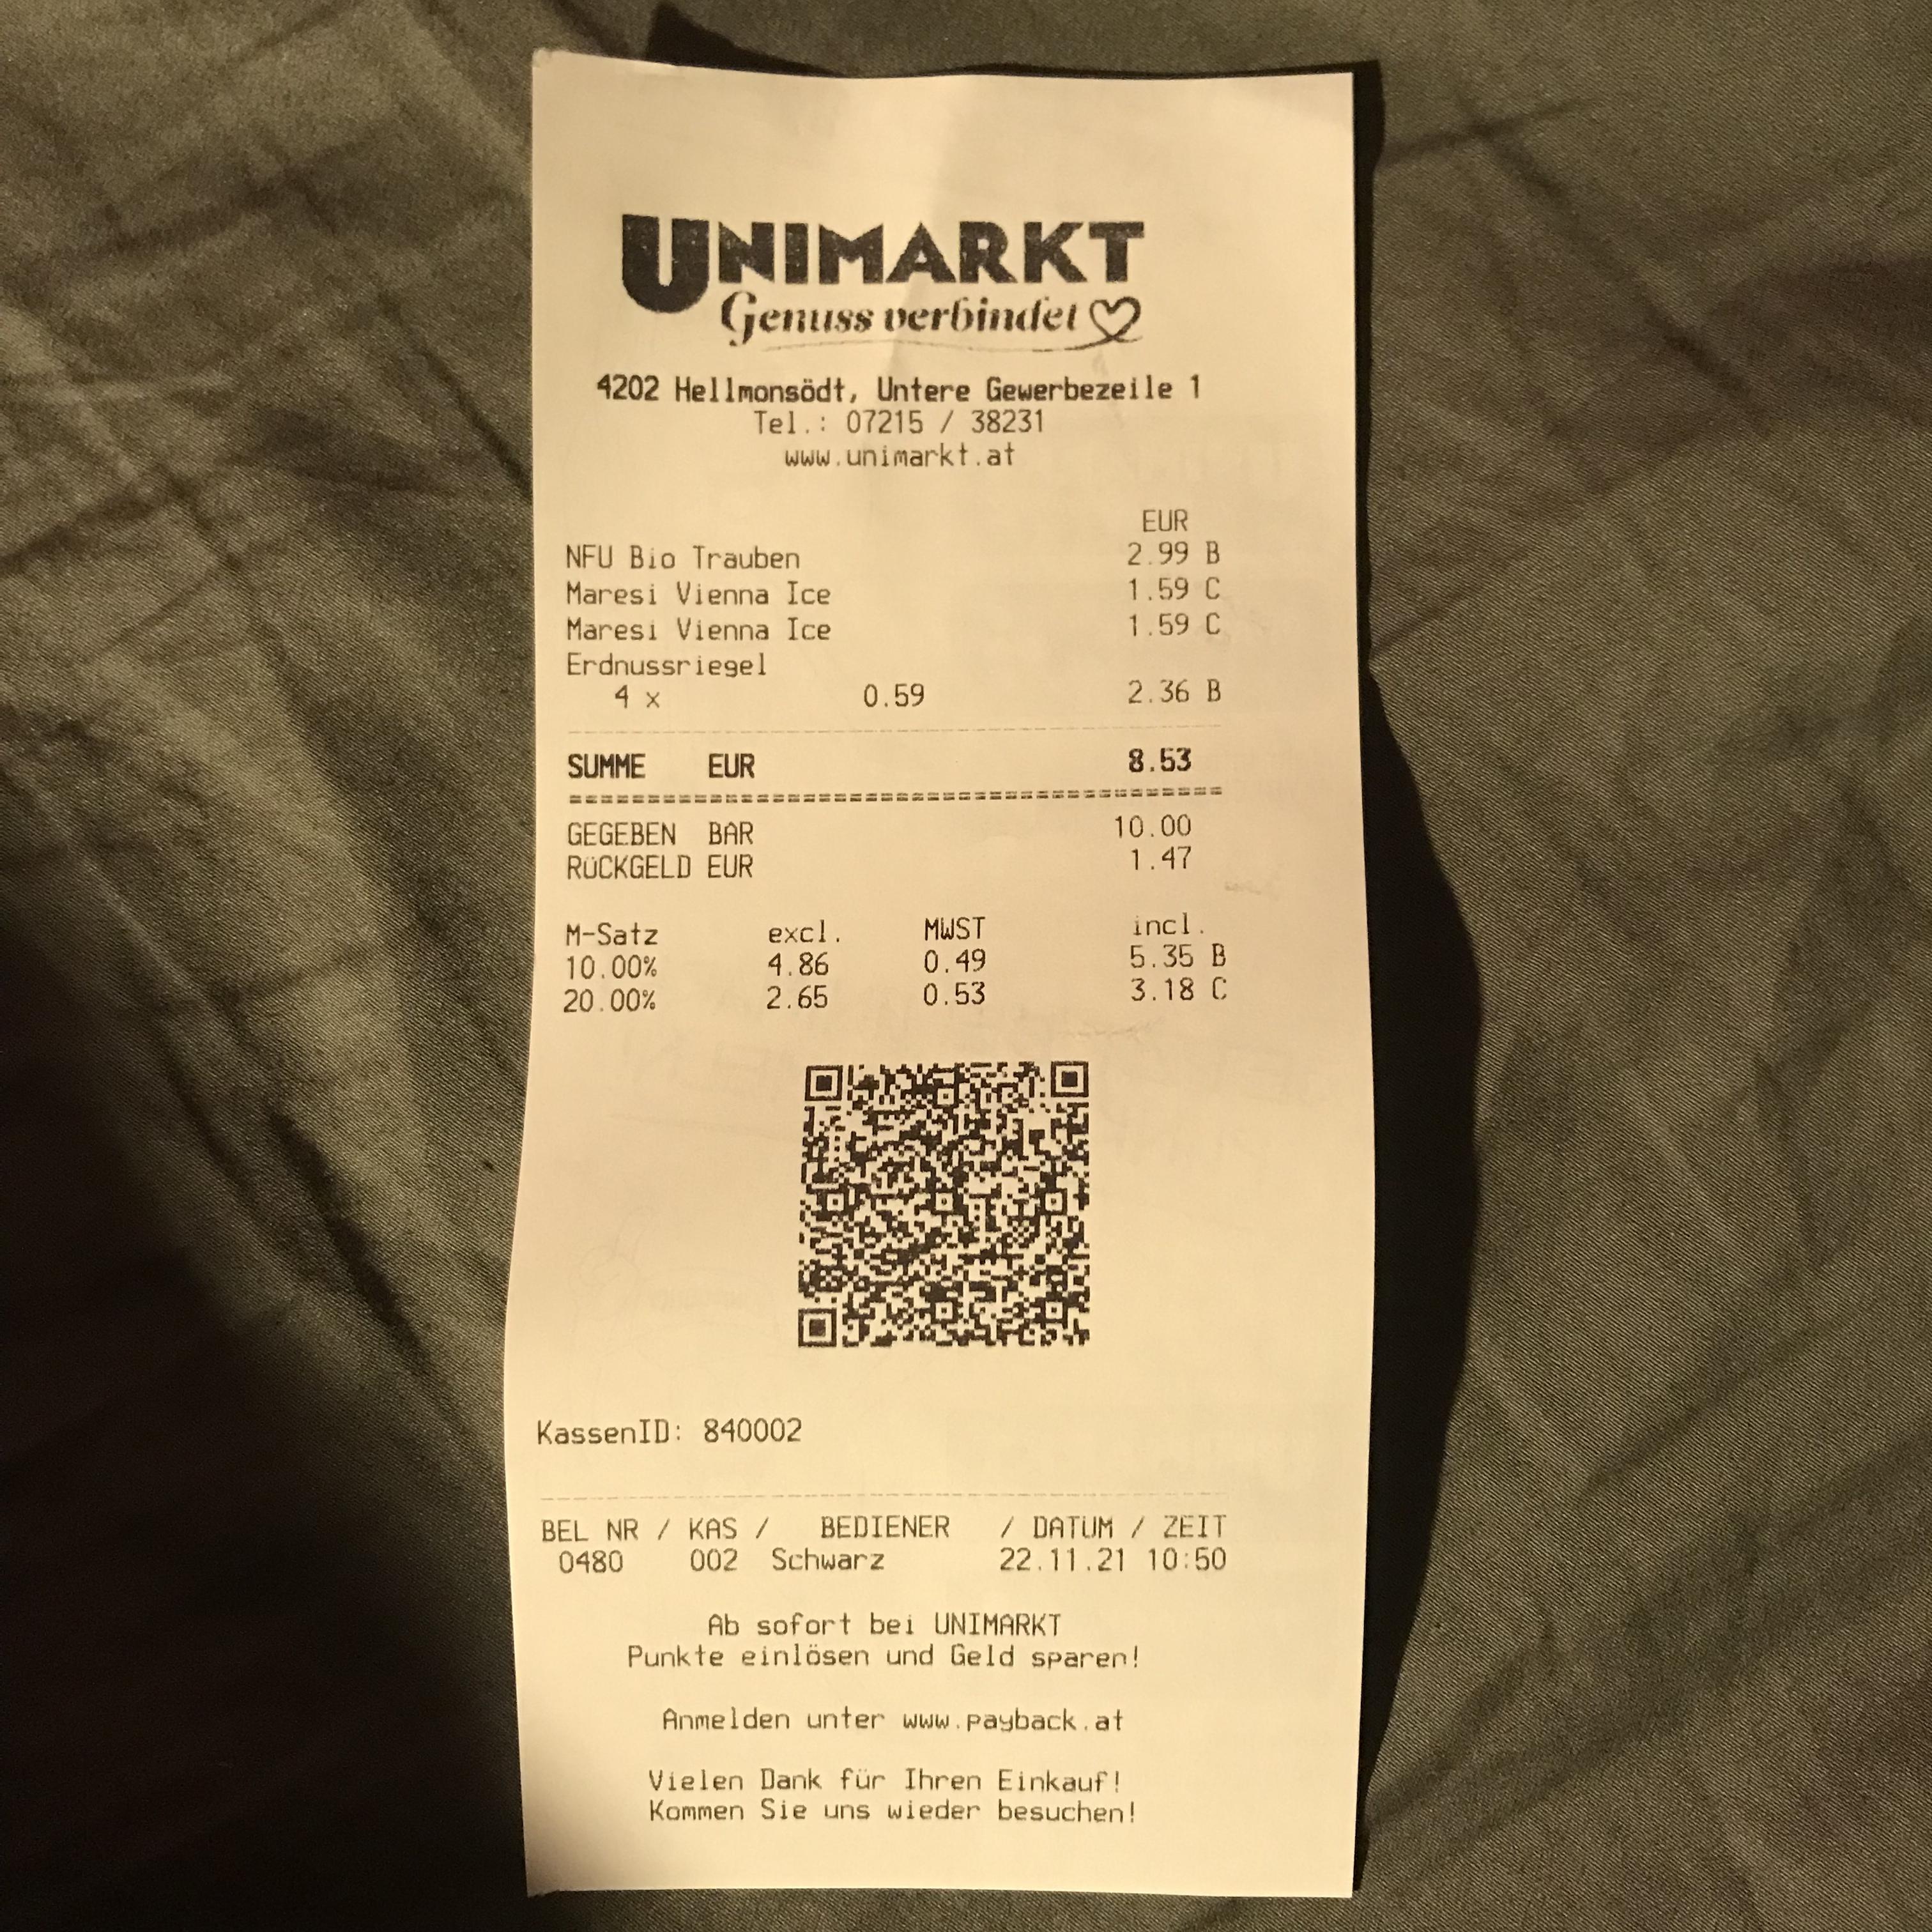 UNIMARKT
Genuss verbindet
4202 Hellmonsödt, Untere Gewerbezeile 1
Tel.: 07215 / 38231
www.unimarkt.at
EUR
NFU Bio Trauben 2.99 B
Maresi Vienna Ice 1.59 C
Maresi Vienna Ice 1.59 C
Erdnussriegel
4 x 0.59 2.36 B
SUMME EUR 8.53
GEGEBEN BAR 10.00
RÜCKGELD EUR 1.47
M-Satz excl. MWST incl.
10.00% 4.86 0.49 5.35 B
20.00% 2.65 0.53 3.18 C
KassenID: 840002
BEL NR / KAS / BEDIENER / DATUM / ZEIT
0480 002 Schwarz 22.11.21 10:50
Ab sofort bei UNIMARKT
Punkte einlösen und Geld sparen!
Anmelden unter www.payback.at
Vielen Dank für Ihren Einkauf!
Kommen Sie uns wieder besuchen!